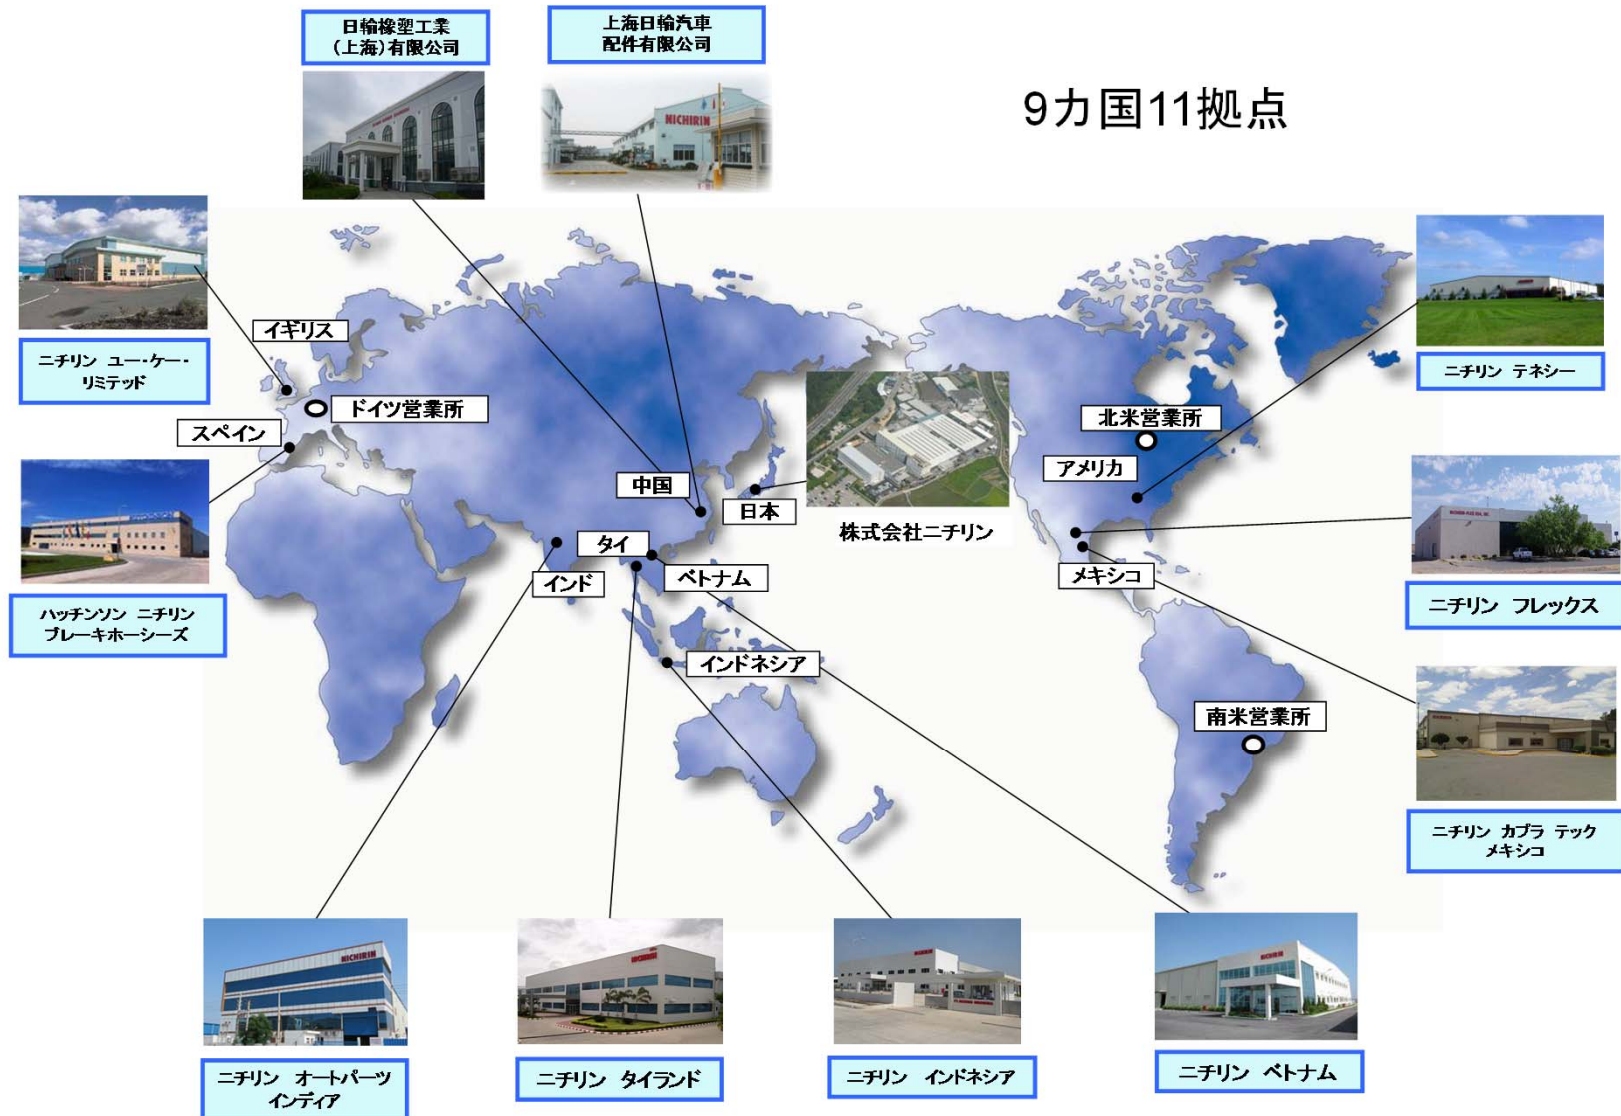 日輪橡塑工業
(上海)有限公司
上海日輪汽車
配件有限公司
9カ国11拠点
NICHIRIN
イギリス
ニチリン ユー・ケー・
リミテッド
ドイツ営業所
スペイン
ハッチンソン ニチリン
ブレーキホーシーズ
中国
日本
株式会社ニチリン
タイ
インド
ベトナム
インドネシア
北米営業所
アメリカ
メキシコ
南米営業所
ニチリン テネシー
ニチリン フレックス
ニチリン カプラ テック
メキシコ
NICHIRIN
NICHIRIN
NICHIRIN
NICHIRIN
ニチリン オートパーツ
インディア
ニチリン タイランド
ニチリン インドネシア
ニチリン ベトナム